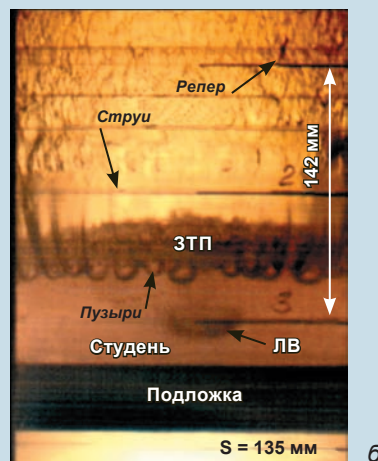 Репер
Струи
142 мм
2
ЗТП
3
Пузыри
Студень
ЛВ
Подложка
S = 135 мм
б